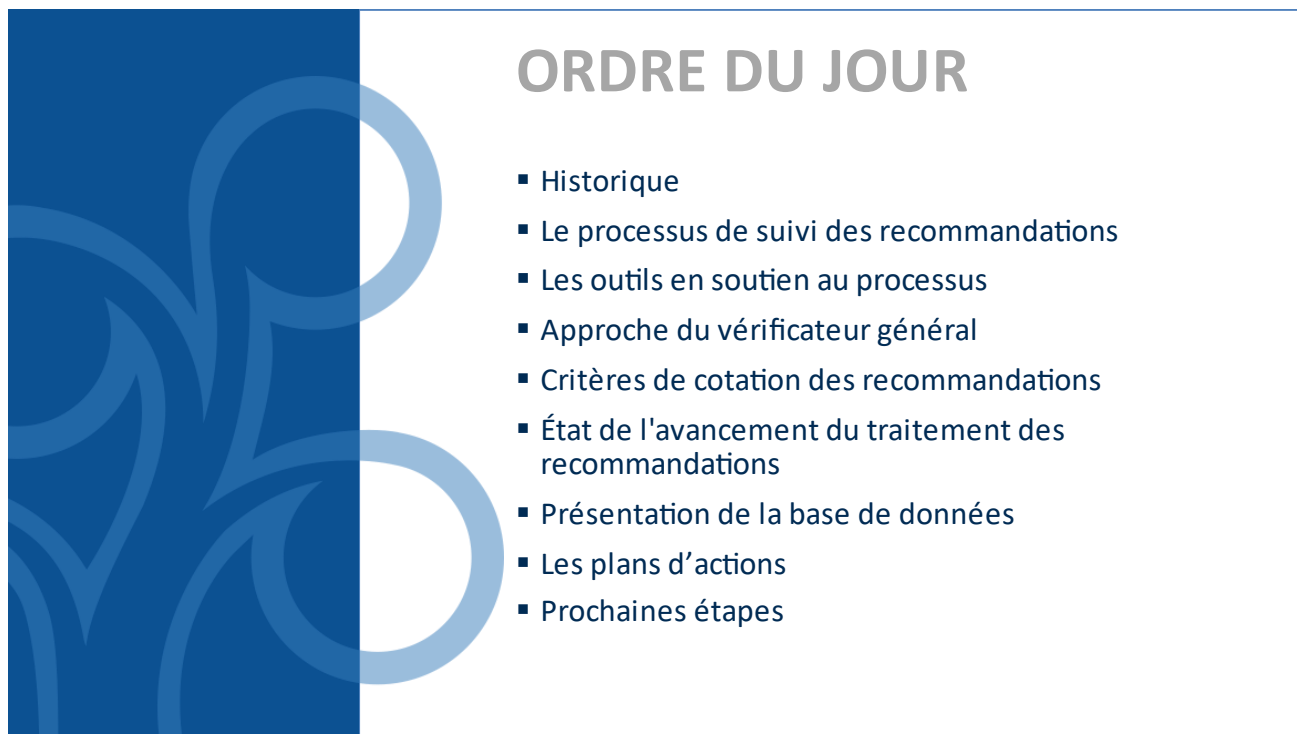 ORDRE DU JOUR
▪ Historique
▪ Le processus de suivi des recommandations
▪ Les outils en soutien au processus
▪ Approche du vérificateur général
▪ Critères de cotation des recommandations
▪ État de l'avancement du traitement des
recommandations
▪ Présentation de la base de données
▪ Les plans d’actions
▪ Prochaines étapes